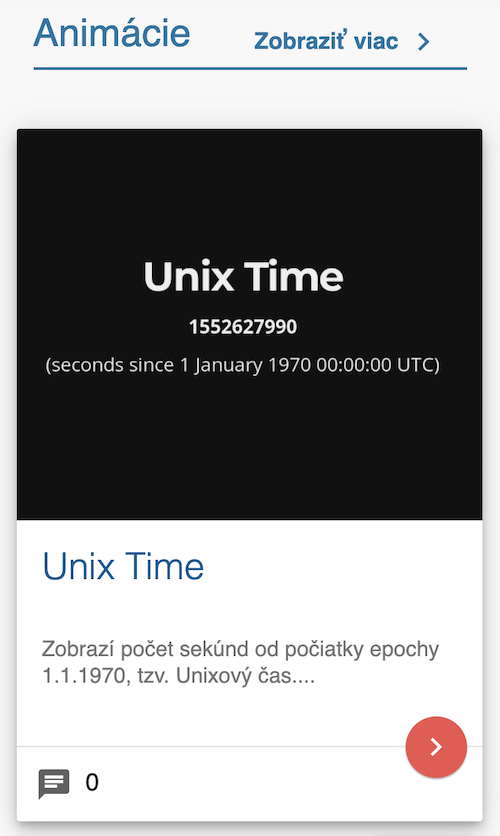 Animácie
Zobraziť viac
Unix Time
1552627990
(seconds since 1 January 1970 00:00:00 UTC)
Unix Time
Zobrazí počet sekúnd od počiatky epochy
1.1.1970, tzv. Unixový čas....
0